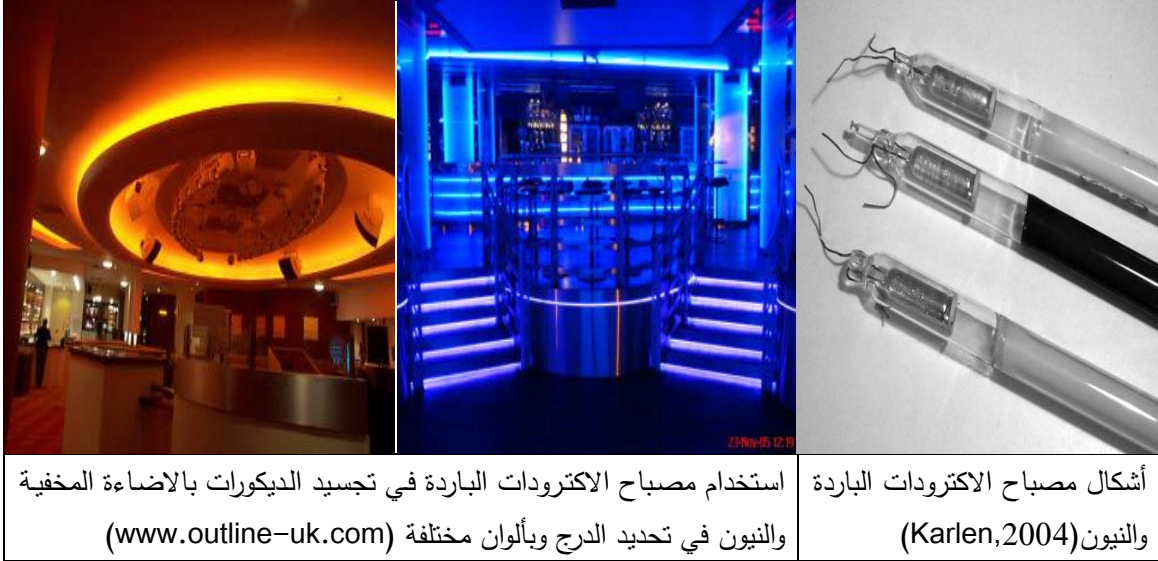 23-Nov-05 12:19
أشكال مصباح الاكترودات الباردة
والنيون(Karlen,2004)
استخدام مصباح الاكترودات الباردة في تجسيد الديكورات بالاضاءة المخفية
والنيون في تحديد الدرج وبألوان مختلفة (www.outline-uk.com)